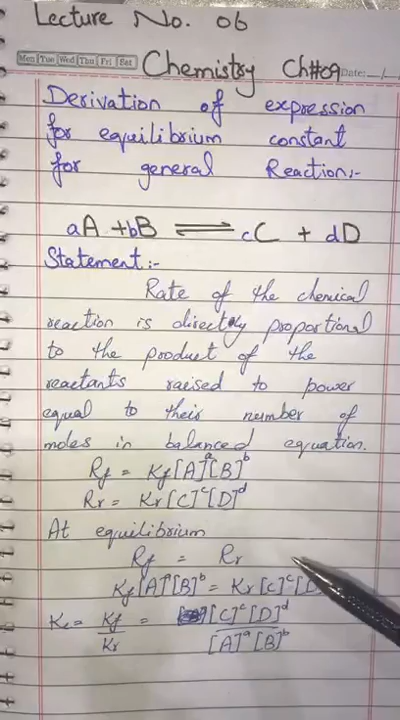 Lecture No. 06
Mon Tue Wed Thu Fri Sat
Chemistry Ch#09 Date: __/__/
Derivation of expression
for equilibrium constant
for general Reaction:-
aA + bB ⇌ cC + dD
Statement:-
Rate of the chemical
reaction is directly proportional
to the product of the
reactants raised to power
equal to their number of
moles in balanced equation.
Rf = Kf[A]ᵃ[B]ᵇ
Rr = Kr[C]ᶜ[D]ᵈ
At equilibrium
Rf = Rr
Kf[A]ᵃ[B]ᵇ = Kr[C]ᶜ[D
Kc = Kf/Kr = [C]ᶜ[D]ᵈ/[A]ᵃ[B]ᵇ